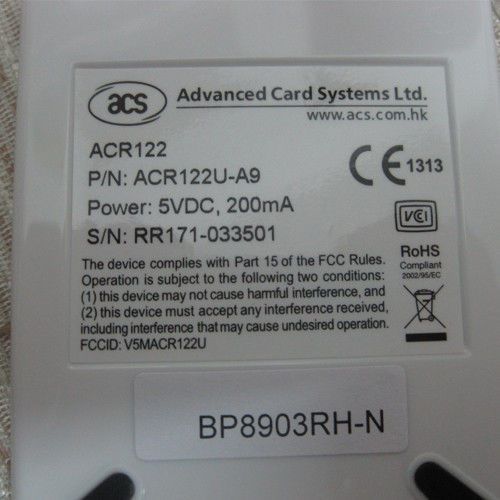 acs Advanced Card Systems Ltd.
www.acs.com.hk
ACR122
P/N: ACR122U-A9
CE 1313
Power: 5VDC, 200mA
VCI
S/N: RR171-033501
RoHS
Compliant
2002/95/EC
The device complies with Part 15 of the FCC Rules.
Operation is subject to the following two conditions:
(1) this device may not cause harmful interference, and
(2) this device must accept any interference received,
including interference that may cause undesired operation.
FCCID: V5MACR122U
BP8903RH-N